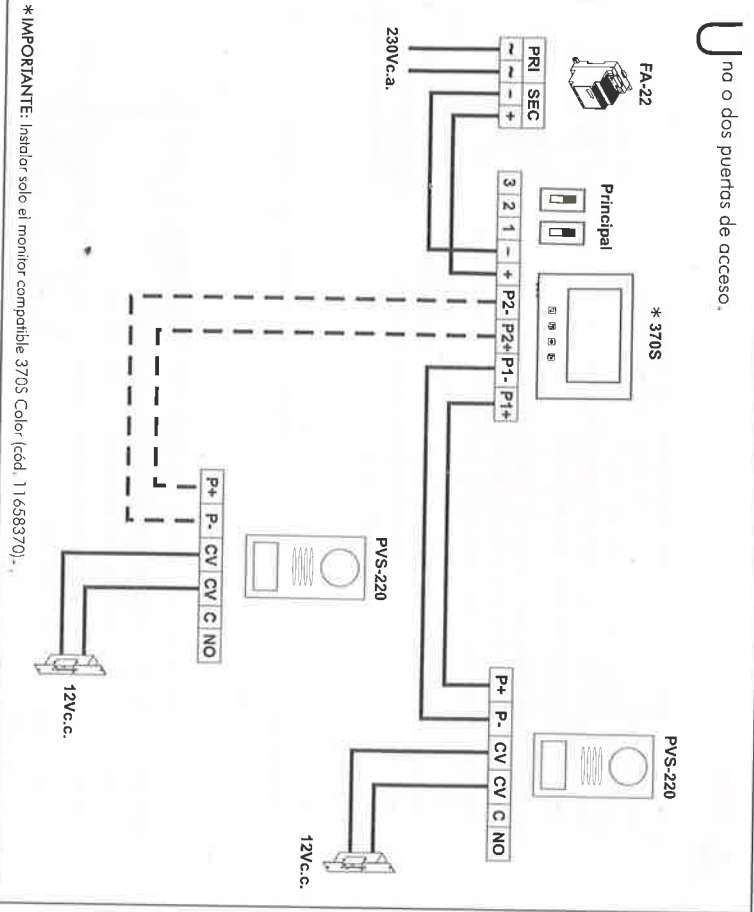 Una o dos puertas de acceso.
FA-22
PRI SEC
~ ~ - +
230Vc.a.
Principal
* 370S
3 2 1 - + P2- P2+ P1- P1+
PVS-220
P+ P- CV CV C NO
12Vc.c.
PVS-220
P+ P- CV CV C NO
12Vc.c.
*IMPORTANTE: Instalar solo el monitor compatible 370S Color (cód. 11658370).